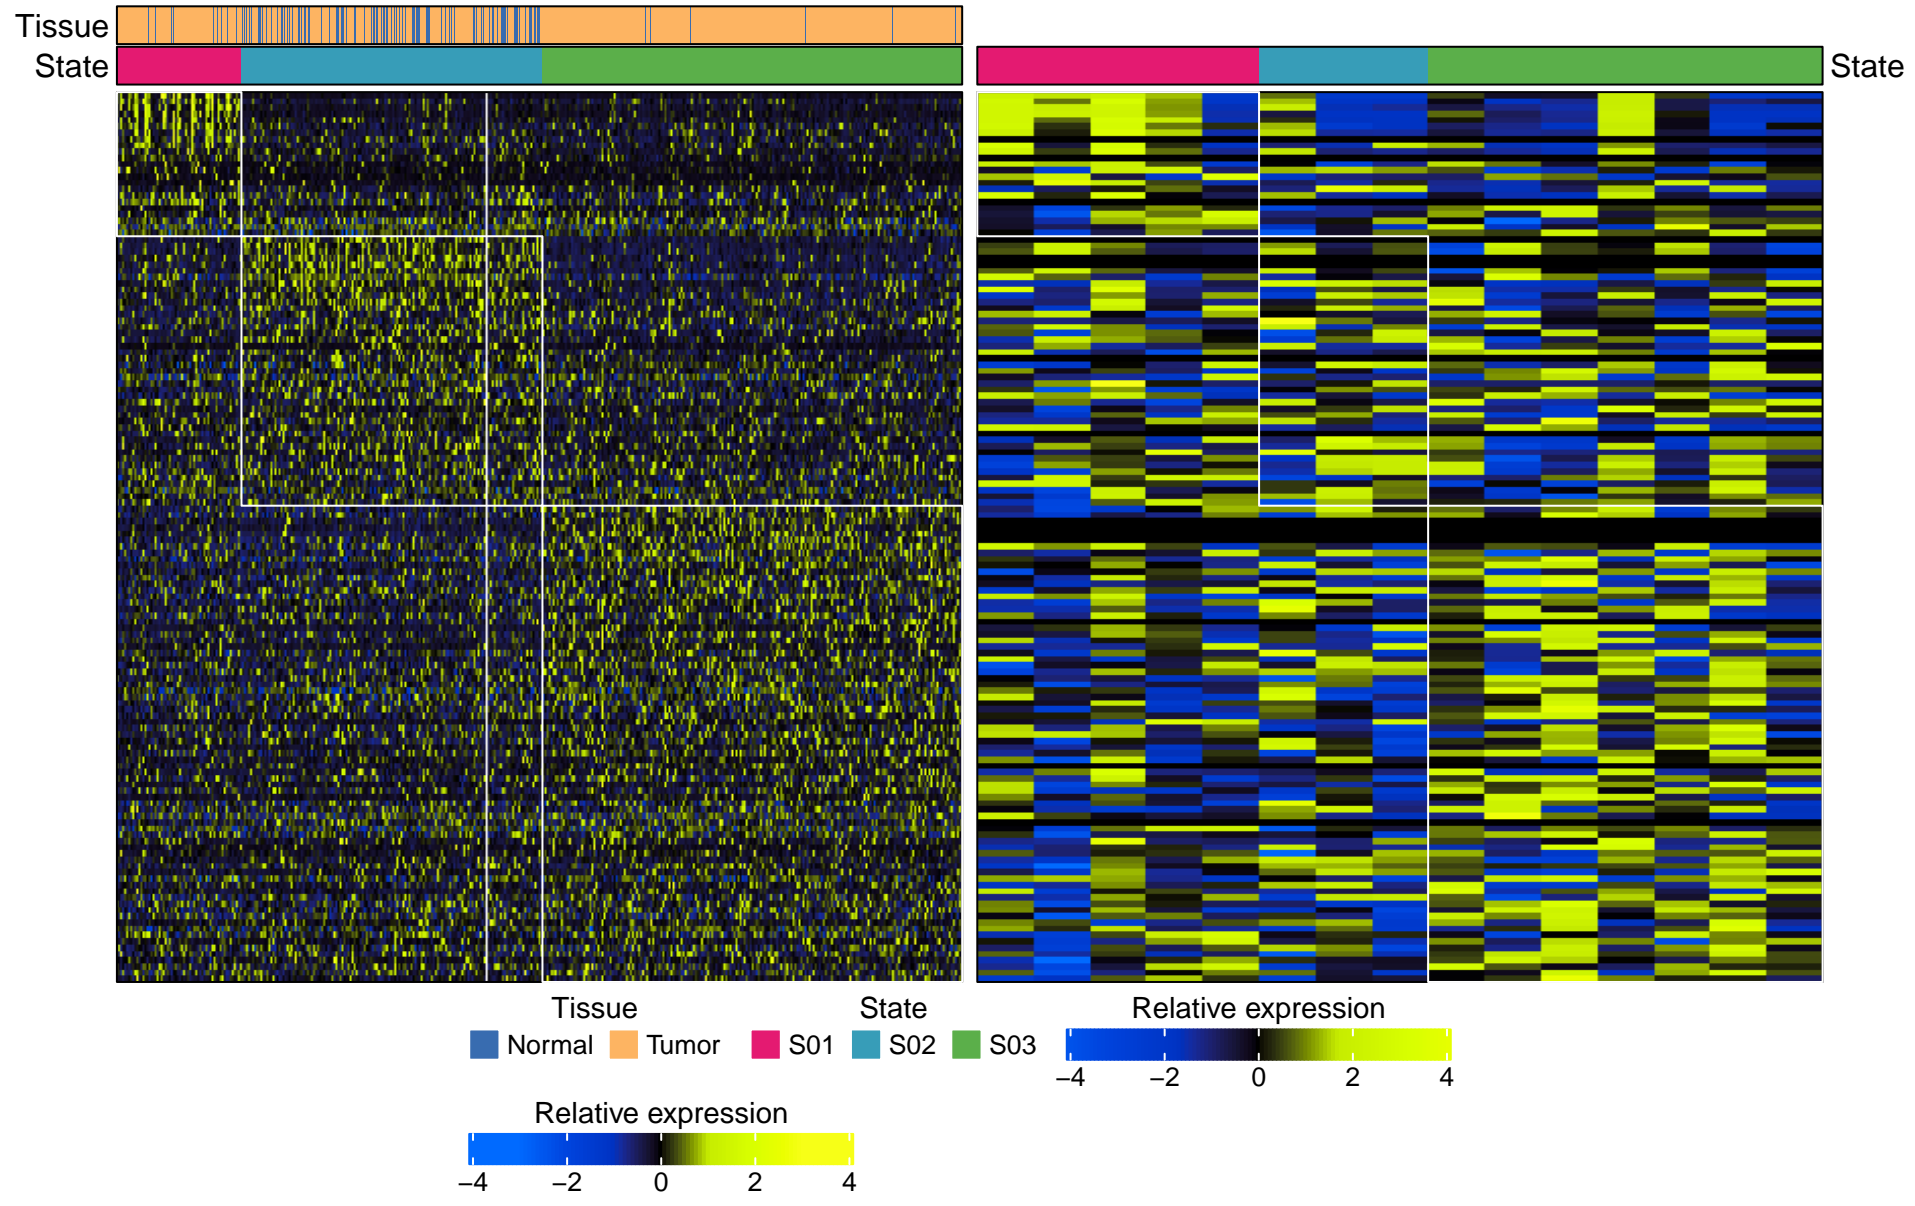 Tissue
State
State
Tissue
Normal Tumor
State
S01 S02 S03
Relative expression
−4 −2 0 2 4
Relative expression
−4 −2 0 2 4